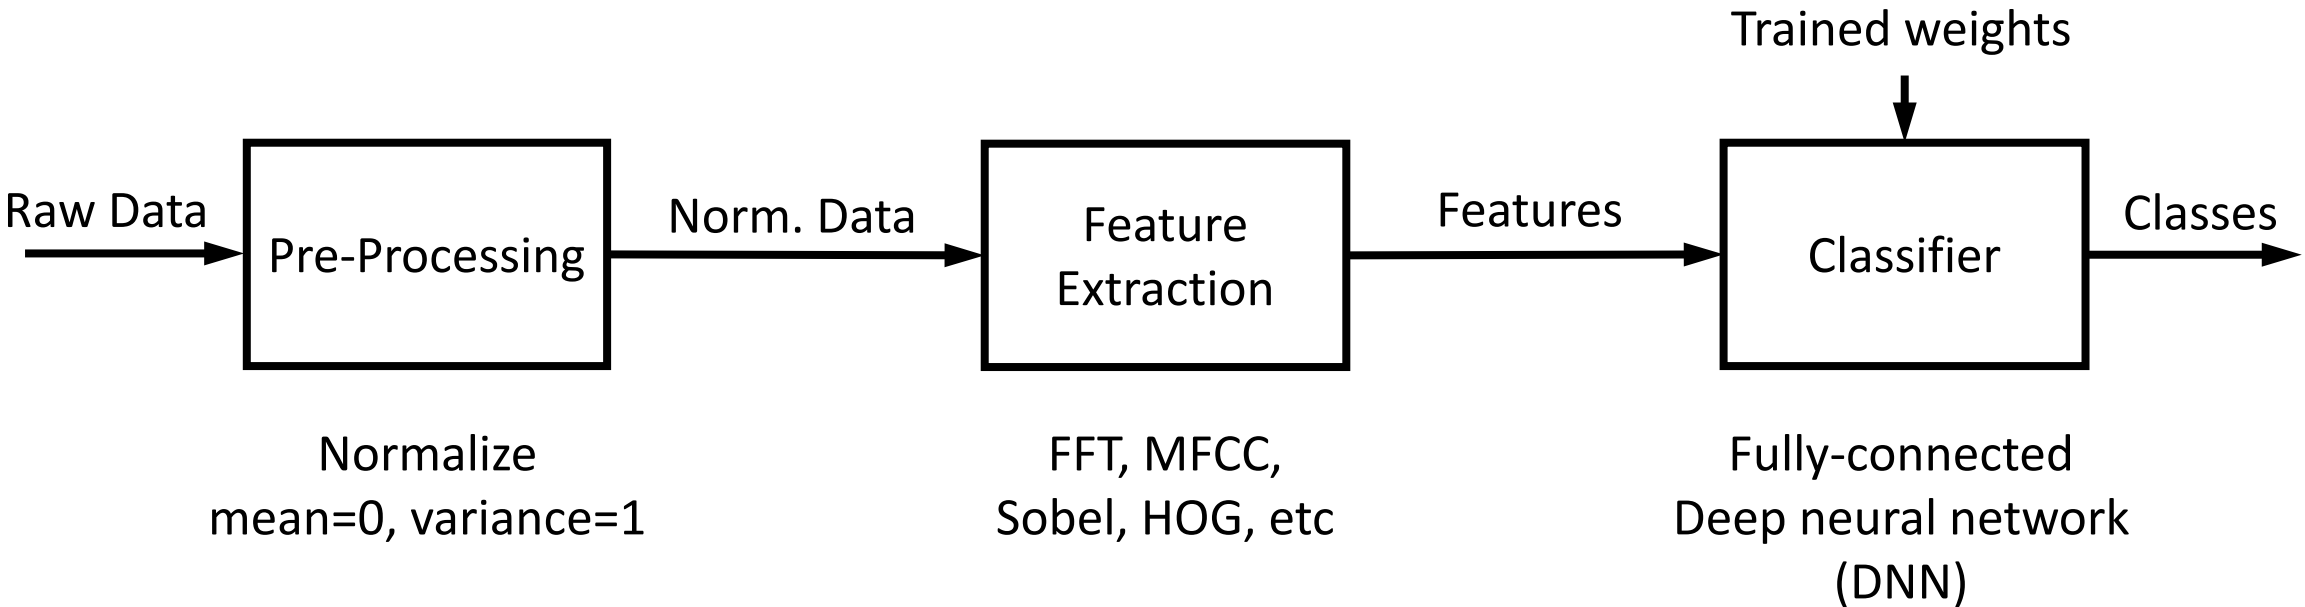 Trained weights
Raw Data
Pre-Processing
Norm. Data
Feature
Extraction
Features
Classifier
Classes
Normalize
mean=0, variance=1
FFT, MFCC,
Sobel, HOG, etc
Fully-connected
Deep neural network
(DNN)